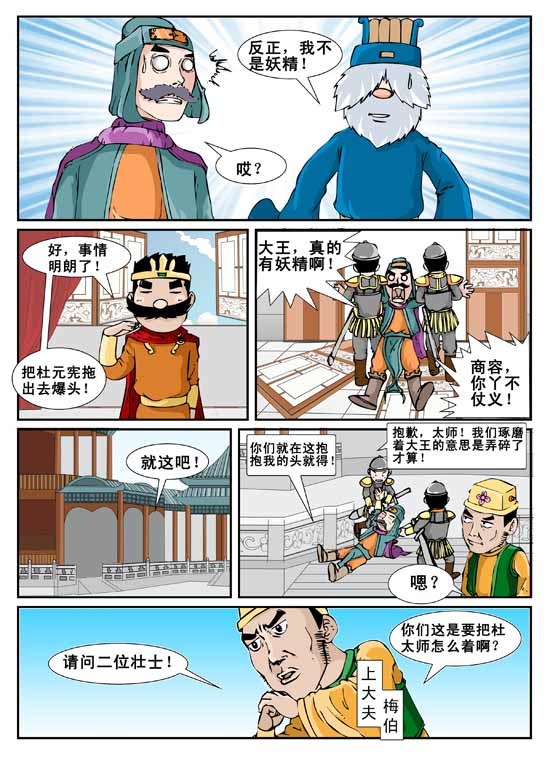 反正，我不
是妖精！
哎？
好，事情
明朗了！
把杜元宪拖
出去爆头！
大王，真的
有妖精啊！
商容，
你丫不
仗义！
就这吧！
你们就在这抱
抱我的头就得！
抱歉，太师！我们琢磨
着大王的意思是弄碎了
才算！
嗯？
请问二位壮士！
你们这是要把杜
太师怎么着啊？
上大夫
梅伯